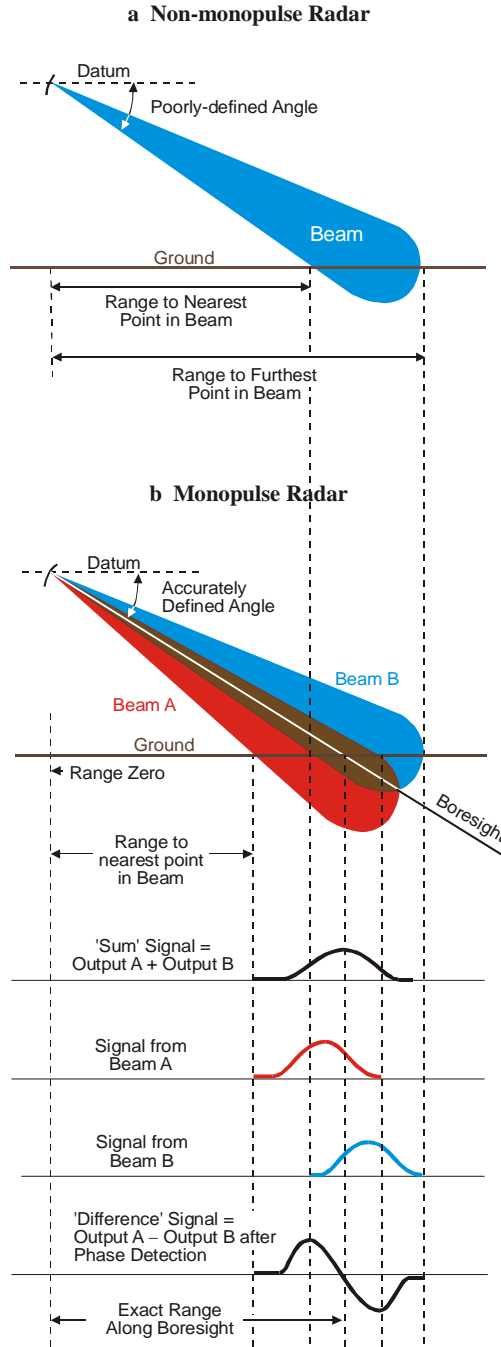 a Non-monopulse Radar
Datum
Poorly-defined Angle
Beam
Ground
Range to Nearest
Point in Beam
Range to Furthest
Point in Beam
b Monopulse Radar
Datum
Accurately
Defined Angle
Beam B
Beam A
Ground
Range Zero
Boresight
Range to
nearest point
in Beam
'Sum' Signal =
Output A + Output B
Signal from
Beam A
Signal from
Beam B
'Difference' Signal =
Output A – Output B after
Phase Detection
Exact Range
Along Boresight